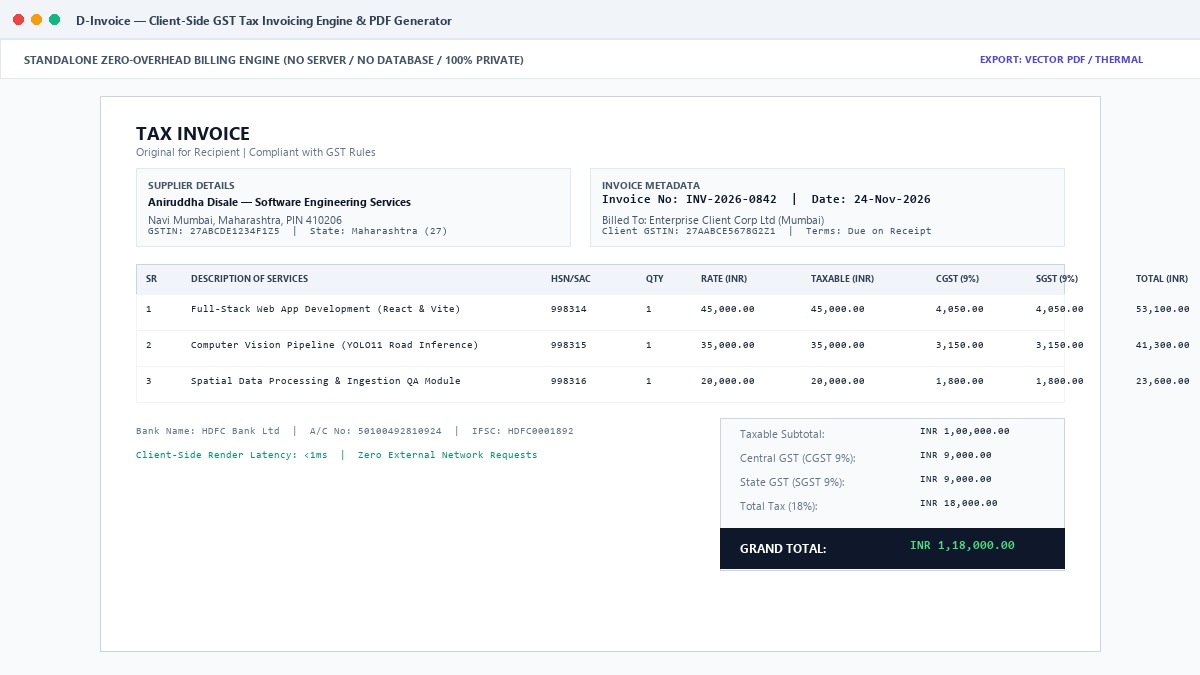 D-Invoice — Client-Side GST Tax Invoicing Engine & PDF Generator
STANDALONE ZERO-OVERHEAD BILLING ENGINE (NO SERVER / NO DATABASE / 100% PRIVATE)
EXPORT: VECTOR PDF / THERMAL
TAX INVOICE
Original for Recipient | Compliant with GST Rules
SUPPLIER DETAILS
Aniruddha Disale — Software Engineering Services
Navi Mumbai, Maharashtra, PIN 410206
GSTIN: 27ABCDE1234F1Z5 | State: Maharashtra (27)
INVOICE METADATA
Invoice No: INV-2026-0842 | Date: 24-Nov-2026
Billed To: Enterprise Client Corp Ltd (Mumbai)
Client GSTIN: 27AABCE5678G2Z1 | Terms: Due on Receipt
SR DESCRIPTION OF SERVICES HSN/SAC QTY RATE (INR) TAXABLE (INR) CGST (9%) SGST (9%) TOTAL (INR)
1 Full-Stack Web App Development (React & Vite) 998314 1 45,000.00 45,000.00 4,050.00 4,050.00 53,100.00
2 Computer Vision Pipeline (YOLO11 Road Inference) 998315 1 35,000.00 35,000.00 3,150.00 3,150.00 41,300.00
3 Spatial Data Processing & Ingestion QA Module 998316 1 20,000.00 20,000.00 1,800.00 1,800.00 23,600.00
Bank Name: HDFC Bank Ltd | A/C No: 50100492810924 | IFSC: HDFC0001892
Client-Side Render Latency: <1ms | Zero External Network Requests
Taxable Subtotal: INR 1,00,000.00
Central GST (CGST 9%): INR 9,000.00
State GST (SGST 9%): INR 9,000.00
Total Tax (18%): INR 18,000.00
GRAND TOTAL: INR 1,18,000.00